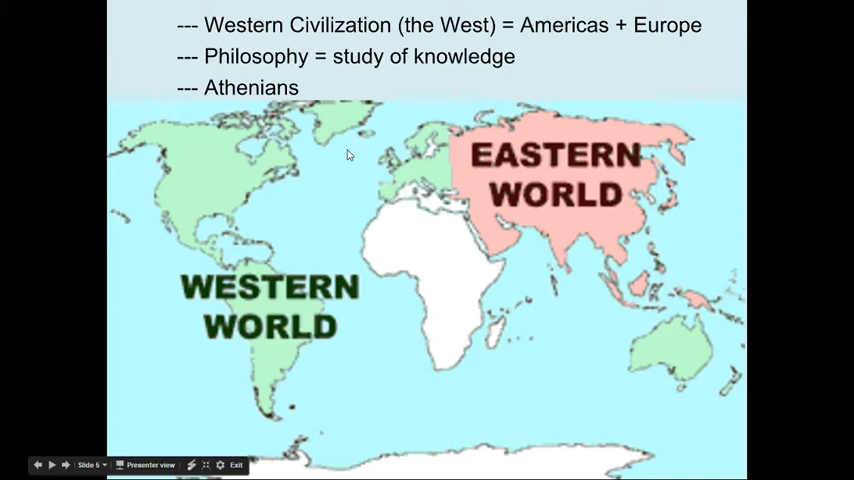 --- Western Civilization (the West) = Americas + Europe
--- Philosophy = study of knowledge
--- Athenians
EASTERN
WORLD
WESTERN
WORLD
Slide 5
Presenter view
Exit